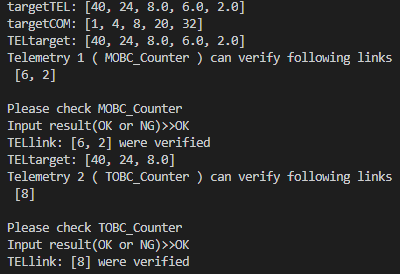 targetTEL: [40, 24, 8.0, 6.0, 2.0]
targetCOM: [1, 4, 8, 20, 32]
TELtarget: [40, 24, 8.0, 6.0, 2.0]
Telemetry 1 ( MOBC_Counter ) can verify following links
[6, 2]
Please check MOBC_Counter
Input result(OK or NG)>>OK
TELlink: [6, 2] were verified
TELtarget: [40, 24, 8.0]
Telemetry 2 ( TOBC_Counter ) can verify following links
[8]
Please check TOBC_Counter
Input result(OK or NG)>>OK
TELlink: [8] were verified